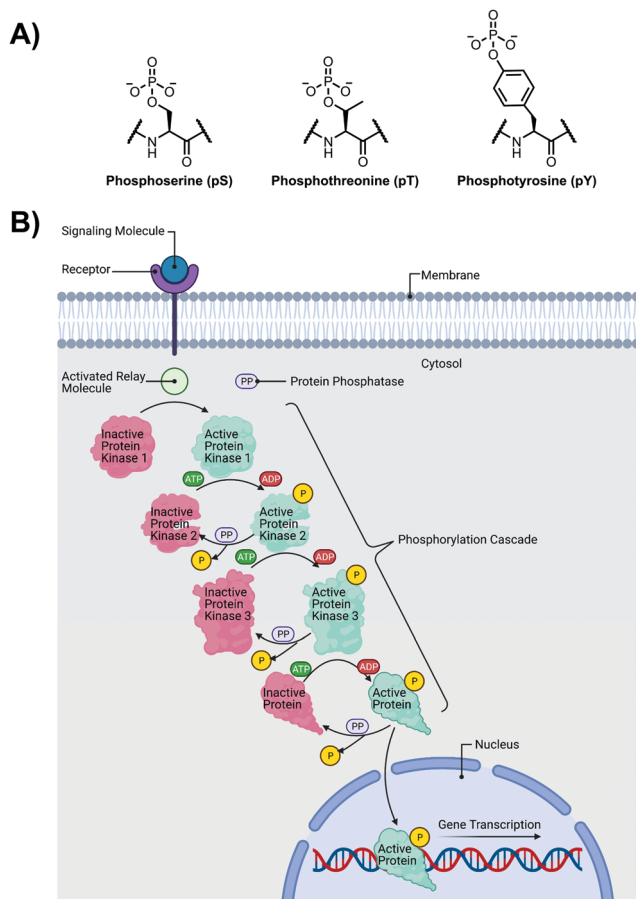 A)
O
⁻O
P
O⁻
O
N
H
O
Phosphoserine (pS)
O
⁻O
P
O⁻
O
N
H
O
Phosphothreonine (pT)
O
⁻O
P
O⁻
O
N
H
O
Phosphotyrosine (pY)
B)
Signaling Molecule
Receptor
Membrane
Cytosol
Activated Relay
Molecule
PP
Protein Phosphatase
Inactive
Protein
Kinase 1
Active
Protein
Kinase 1
ATP
ADP
P
Inactive
Protein
Kinase 2
Active
Protein
Kinase 2
PP
P
ATP
ADP
Phosphorylation Cascade
P
Inactive
Protein
Kinase 3
Active
Protein
Kinase 3
PP
P
ATP
ADP
P
Inactive
Protein
Active
Protein
PP
P
Nucleus
P
Gene Transcription
Active
Protein